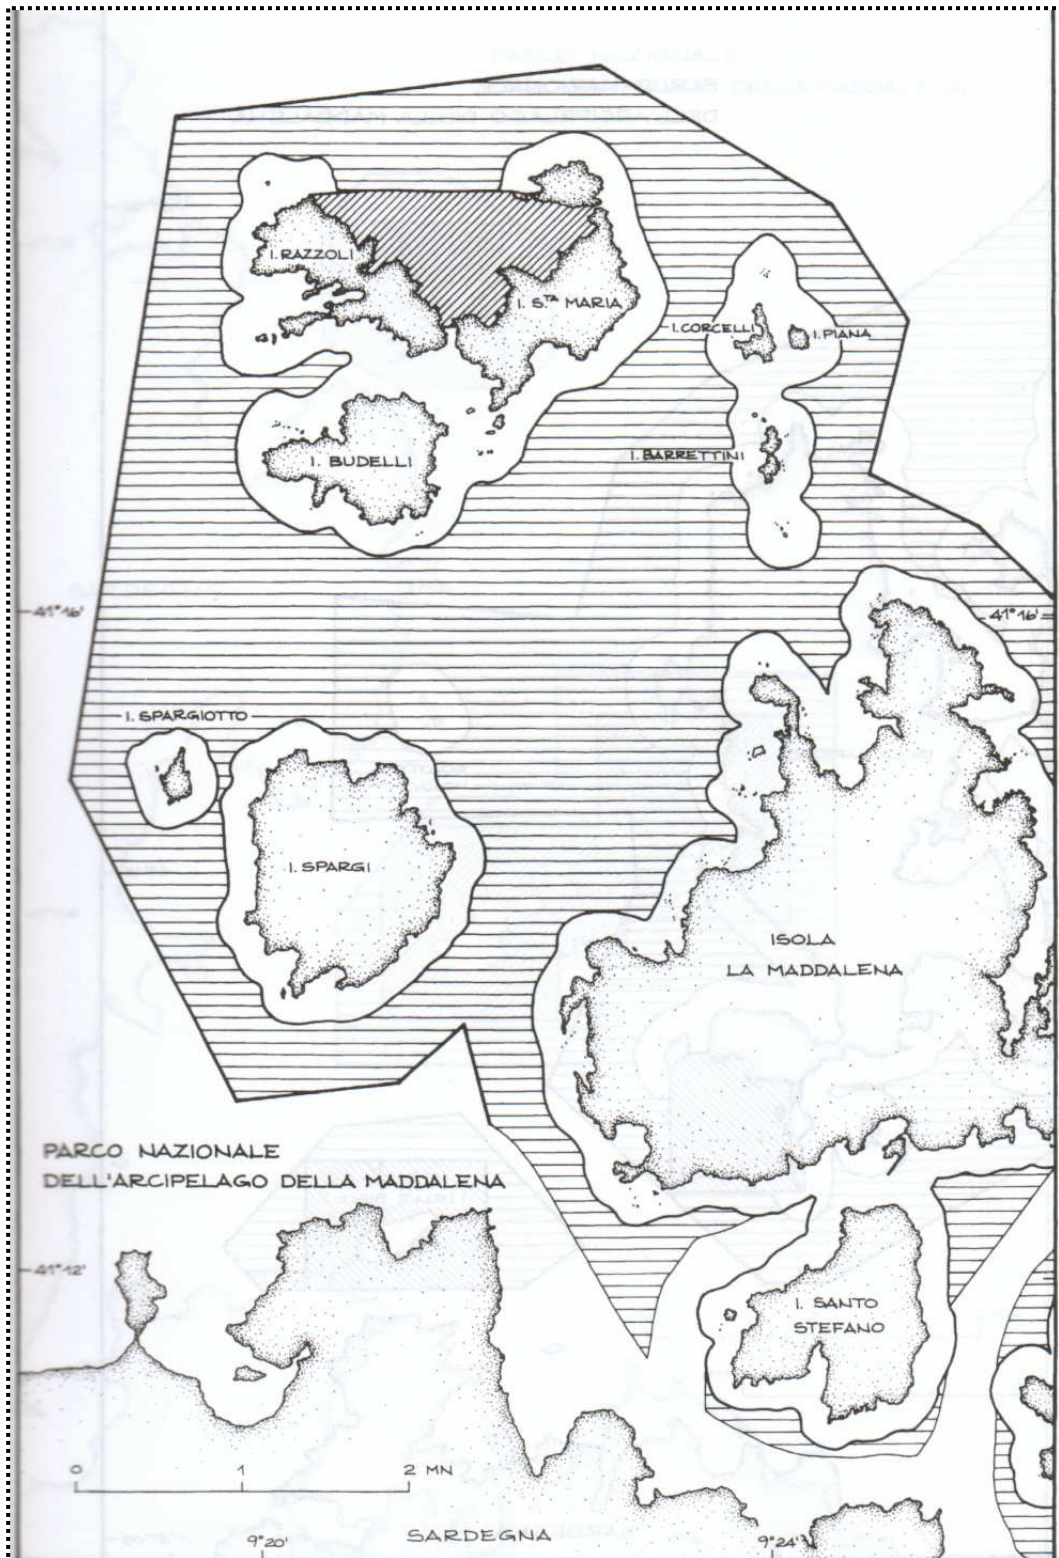 I. RAZZOLI
I. STA MARIA
I. CORCELLI
I. PIANA
I. BARRETTINI
I. BUDELLI
41°16'
41°16'
I. SPARGIOTTO
I. SPARGI
ISOLA
LA MADDALENA
PARCO NAZIONALE
DELL'ARCIPELAGO DELLA MADDALENA
41°12'
I. SANTO
STEFANO
0 1 2 MN
9°20'
SARDEGNA
9°24'